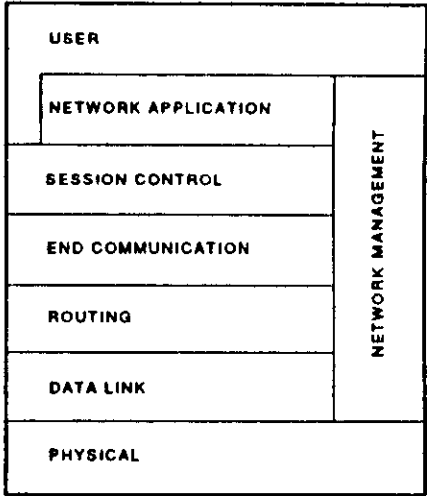 USER
NETWORK APPLICATION
SESSION CONTROL
END COMMUNICATION
ROUTING
DATA LINK
PHYSICAL
NETWORK MANAGEMENT